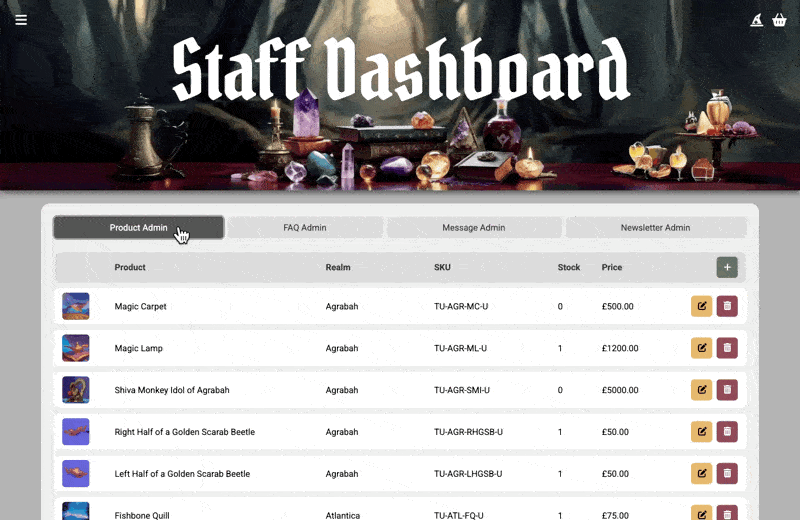 Staff Dashboard
Product Admin
FAQ Admin
Message Admin
Newsletter Admin
Product Realm SKU Stock Price
Magic Carpet Agrabah TU-AGR-MC-U 0 £500.00
Magic Lamp Agrabah TU-AGR-ML-U 1 £1200.00
Shiva Monkey Idol of Agrabah Agrabah TU-AGR-SMI-U 0 £5000.00
Right Half of a Golden Scarab Beetle Agrabah TU-AGR-RHGSB-U 1 £50.00
Left Half of a Golden Scarab Beetle Agrabah TU-AGR-LHGSB-U 1 £50.00
Fishbone Quill Atlantica TU-ATL-FQ-U 1 £75.00